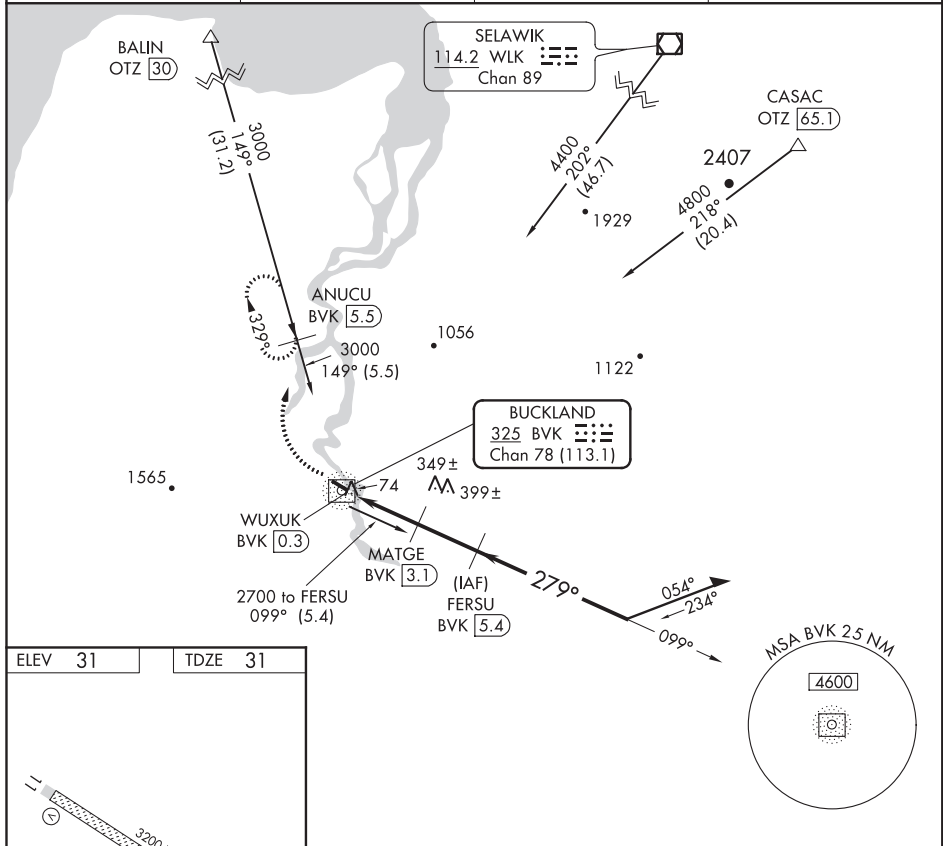 BALIN
OTZ 30
SELAWIK
114.2 WLK
Chan 89
CASAC
OTZ 65.1
3000
149°
(31.2)
4400
202°
(46.7)
2407
4800
218°
(20.4)
1929
ANUCU
BVK 5.5
329°
3000
149° (5.5)
1056
1122
BUCKLAND
325 BVK
Chan 78 (113.1)
1565
349±
399±
74
WUXUK
BVK 0.3
MATGE
BVK 3.1
(IAF)
FERSU
BVK 5.4
279°
2700 to FERSU
099° (5.4)
054°
234°
099°
MSA BVK 25 NM
4600
ELEV 31
TDZE 31
V
3200